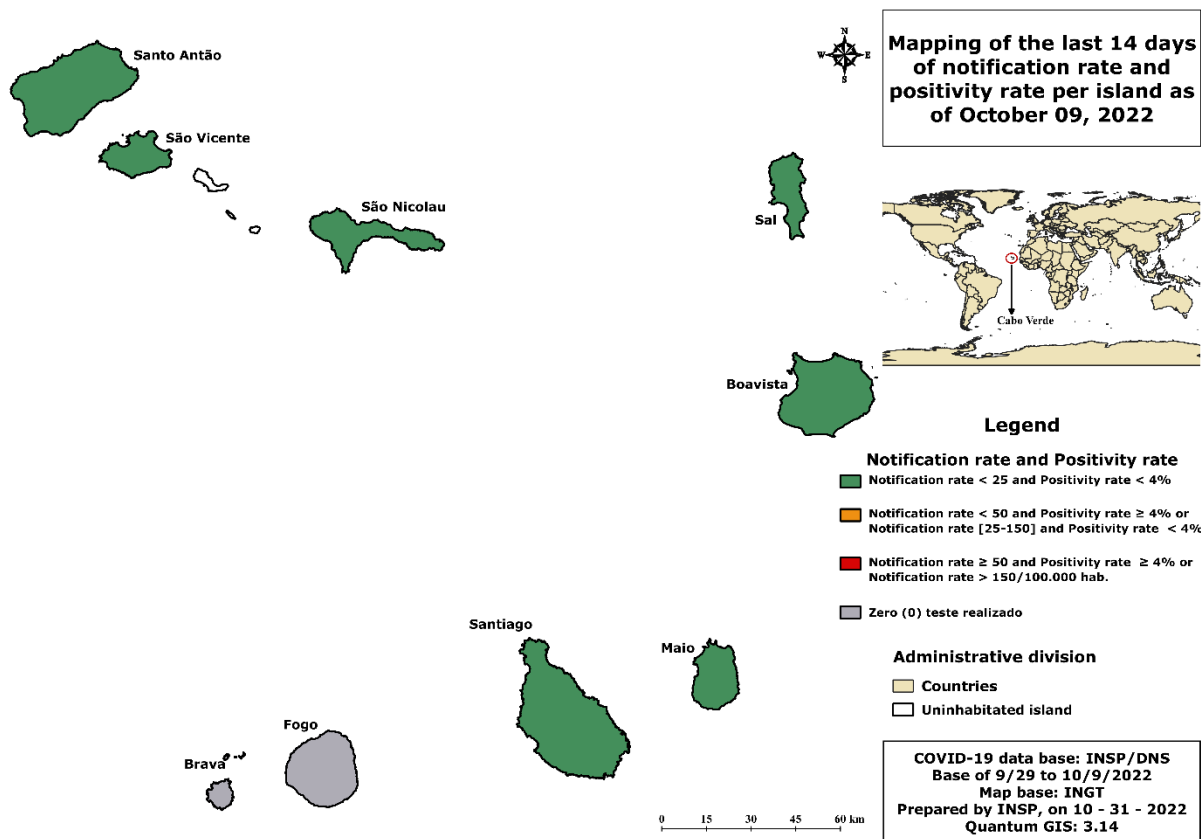 Mapping of the last 14 days
of notification rate and
positivity rate per island as
of October 09, 2022
N
W
E
S
Santo Antão
São Vicente
São Nicolau
Sal
Boavista
Cabo Verde
Legend
Notification rate and Positivity rate
Notification rate < 25 and Positivity rate < 4%
Notification rate < 50 and Positivity rate ≥ 4% or
Notification rate [25-150] and Positivity rate < 4%
Notification rate ≥ 50 and Positivity rate ≥ 4% or
Notification rate > 150/100.000 hab.
Zero (0) teste realizado
Administrative division
Countries
Uninhabitated island
Santiago
Maio
Fogo
Brava
0 15 30 45 60 km
COVID-19 data base: INSP/DNS
Base of 9/29 to 10/9/2022
Map base: INGT
Prepared by INSP, on 10 - 31 - 2022
Quantum GIS: 3.14